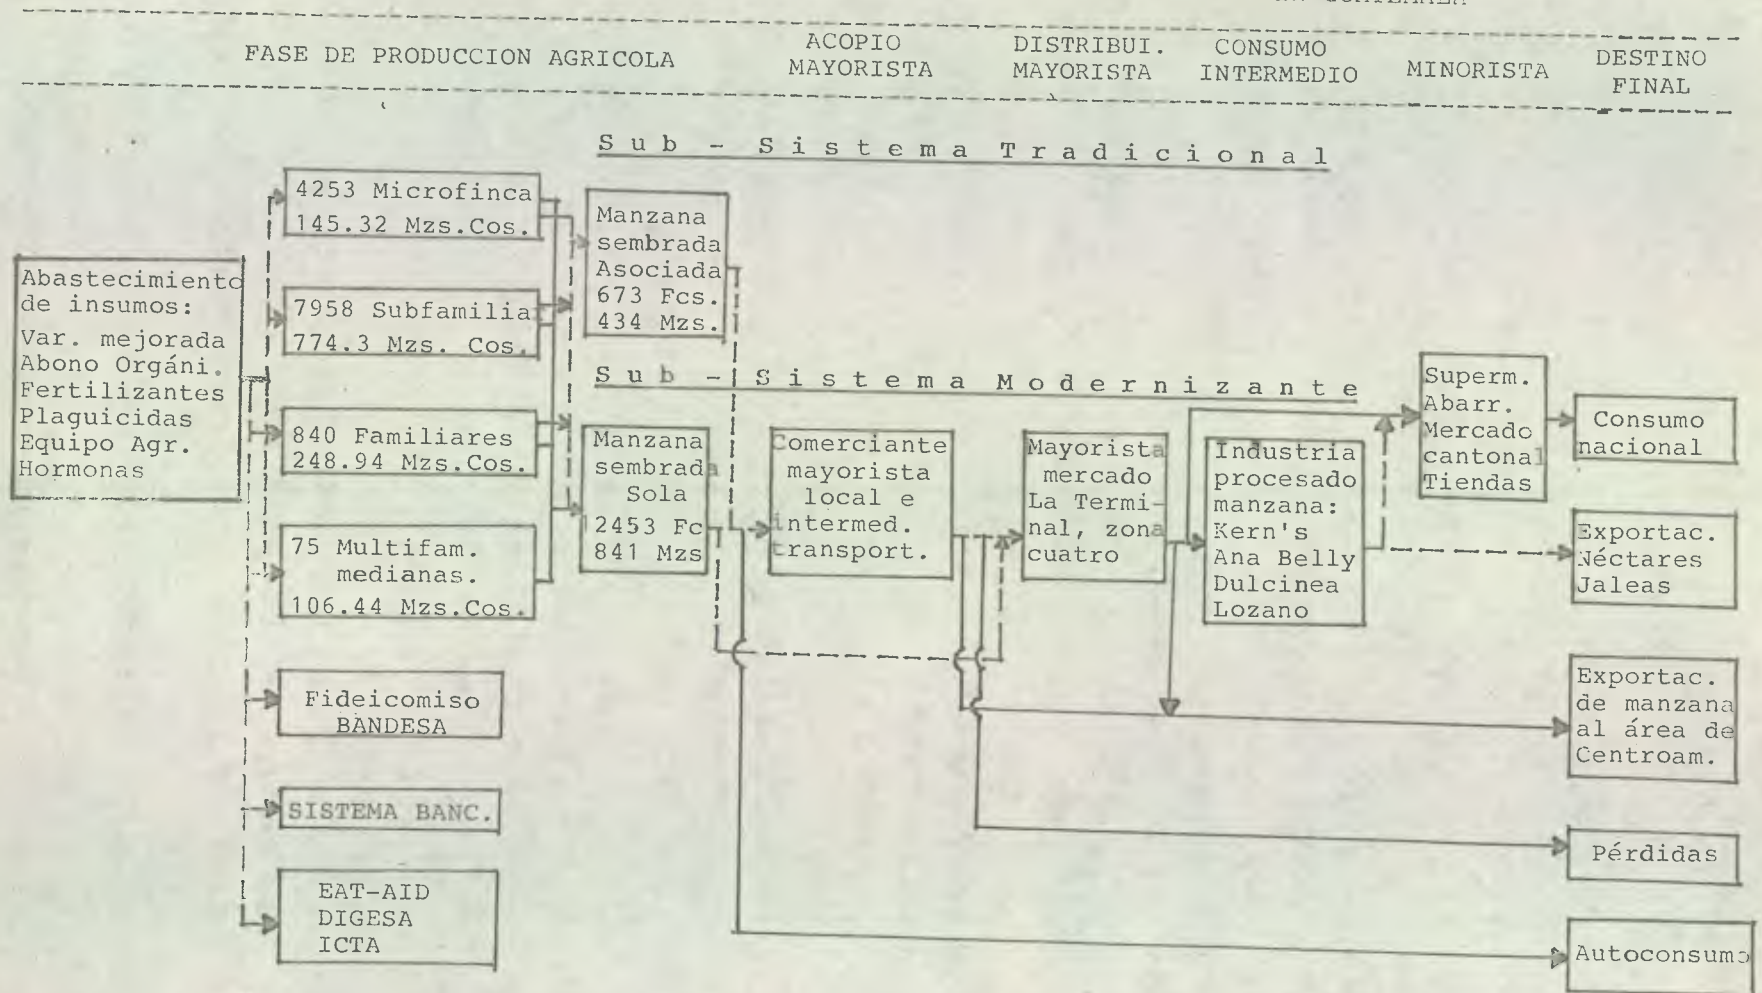 FASE DE PRODUCCION AGRICOLA
ACOPIO
MAYORISTA
DISTRIBUI.
MAYORISTA
CONSUMO
INTERMEDIO
MINORISTA
DESTINO
FINAL
Sub - Sistema Tradicional
Abastecimiento
de insumos:
Var. mejorada
Abono Orgáni.
Fertilizantes
Plaguicidas
Equipo Agr.
Hormonas
4253 Microfinca
145.32 Mzs.Cos.
7958 Subfamilia
774.3 Mzs. Cos.
840 Familiares
248.94 Mzs.Cos.
75 Multifam.
medianas.
106.44 Mzs.Cos.
Fideicomiso
BANDESA
SISTEMA BANC.
EAT-AID
DIGESA
ICTA
Manzana
sembrada
Asociada
673 Fcs.
434 Mzs.
Sub - Sistema Modernizante
Manzana
sembrada
Sola
2453 Fc
841 Mzs
Comerciante
mayorista
local e
intermed.
transport.
Mayorista
mercado
La Termi-
nal, zona
cuatro
Industria
procesado
manzana:
Kern's
Ana Belly
Dulcinea
Lozano
Superm.
Abarr.
Mercado
cantonal
Tiendas
Consumo
nacional
Exportac.
Néctares
Jaleas
Exportac.
de manzana
al área de
Centroam.
Pérdidas
Autoconsumo